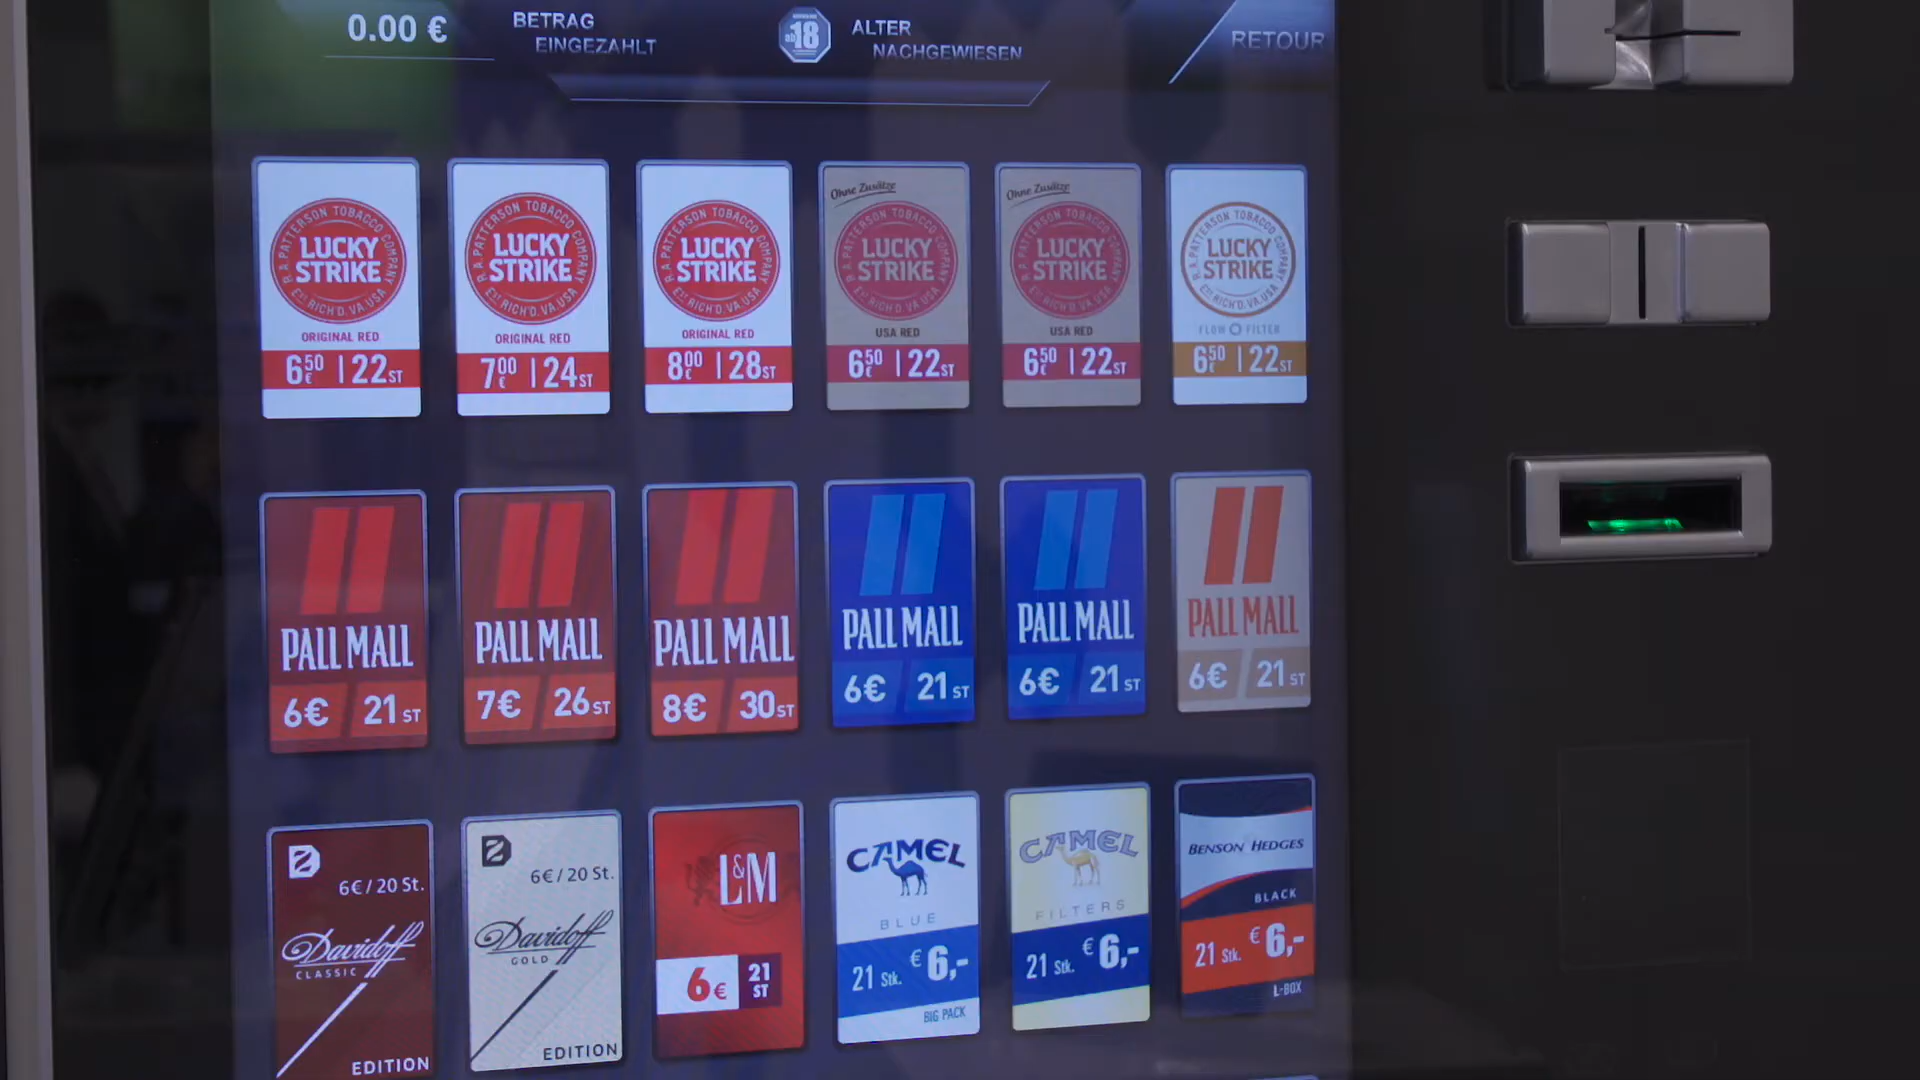 0.00 €
BETRAG
EINGEZAHLT
ab 18
ALTER
NACHGEWIESEN
RETOUR
R.A PATTERSON TOBACCO COMPANY
LUCKY
STRIKE
EST RICH'D. VA. USA
ORIGINAL RED
6 50 € | 22 ST
R.A PATTERSON TOBACCO COMPANY
LUCKY
STRIKE
EST RICH'D. VA. USA
ORIGINAL RED
7 00 € | 24 ST
R.A PATTERSON TOBACCO COMPANY
LUCKY
STRIKE
EST RICH'D. VA. USA
ORIGINAL RED
8 00 € | 28 ST
Ohne Zusätze
R.A PATTERSON TOBACCO COMPANY
LUCKY
STRIKE
EST RICH'D. VA. USA
USA RED
6 50 € | 22 ST
Ohne Zusätze
R.A PATTERSON TOBACCO COMPANY
LUCKY
STRIKE
EST RICH'D. VA. USA
USA RED
6 50 € | 22 ST
R.A PATTERSON TOBACCO COMPANY
LUCKY
STRIKE
EST RICH'D. VA. USA
FLOW FILTER
6 50 € | 22 ST
PALL MALL
6€ 21 ST
PALL MALL
7€ 26 ST
PALL MALL
8€ 30 ST
PALL MALL
6€ 21 ST
PALL MALL
6€ 21 ST
PALL MALL
6€ 21 ST
6€/20 St.
Davidoff
CLASSIC
EDITION
6€/20 St.
Davidoff
GOLD
EDITION
L&M
6€ 21 ST
CAMEL
BLUE
21 Stk. € 6,-
BIG PACK
CAMEL
FILTERS
21 Stk. € 6,-
BENSON HEDGES
BLACK
21 Stk. € 6,-
L-BOX